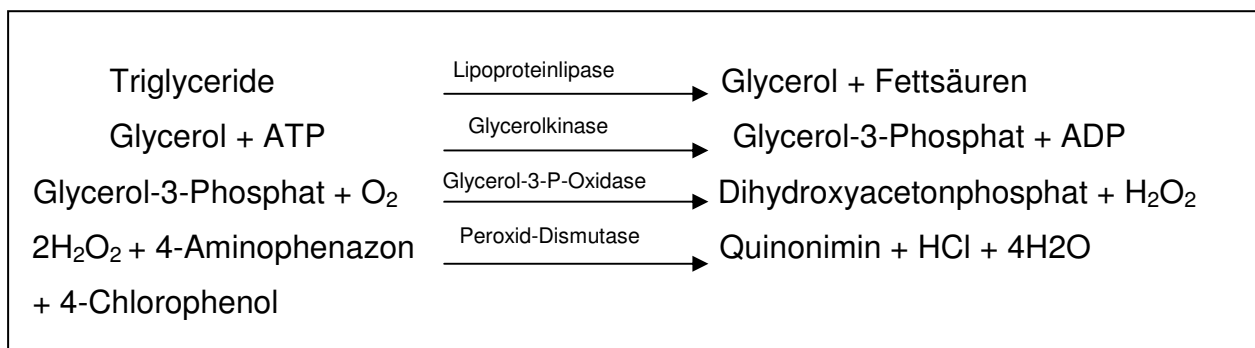 Triglyceride Lipoproteinlipase Glycerol + Fettsäuren
Glycerol + ATP Glycerolkinase Glycerol-3-Phosphat + ADP
Glycerol-3-Phosphat + O₂ Glycerol-3-P-Oxidase Dihydroxyacetonphosphat + H₂O₂
2H₂O₂ + 4-Aminophenazon Peroxid-Dismutase Quinonimin + HCl + 4H2O
+ 4-Chlorophenol